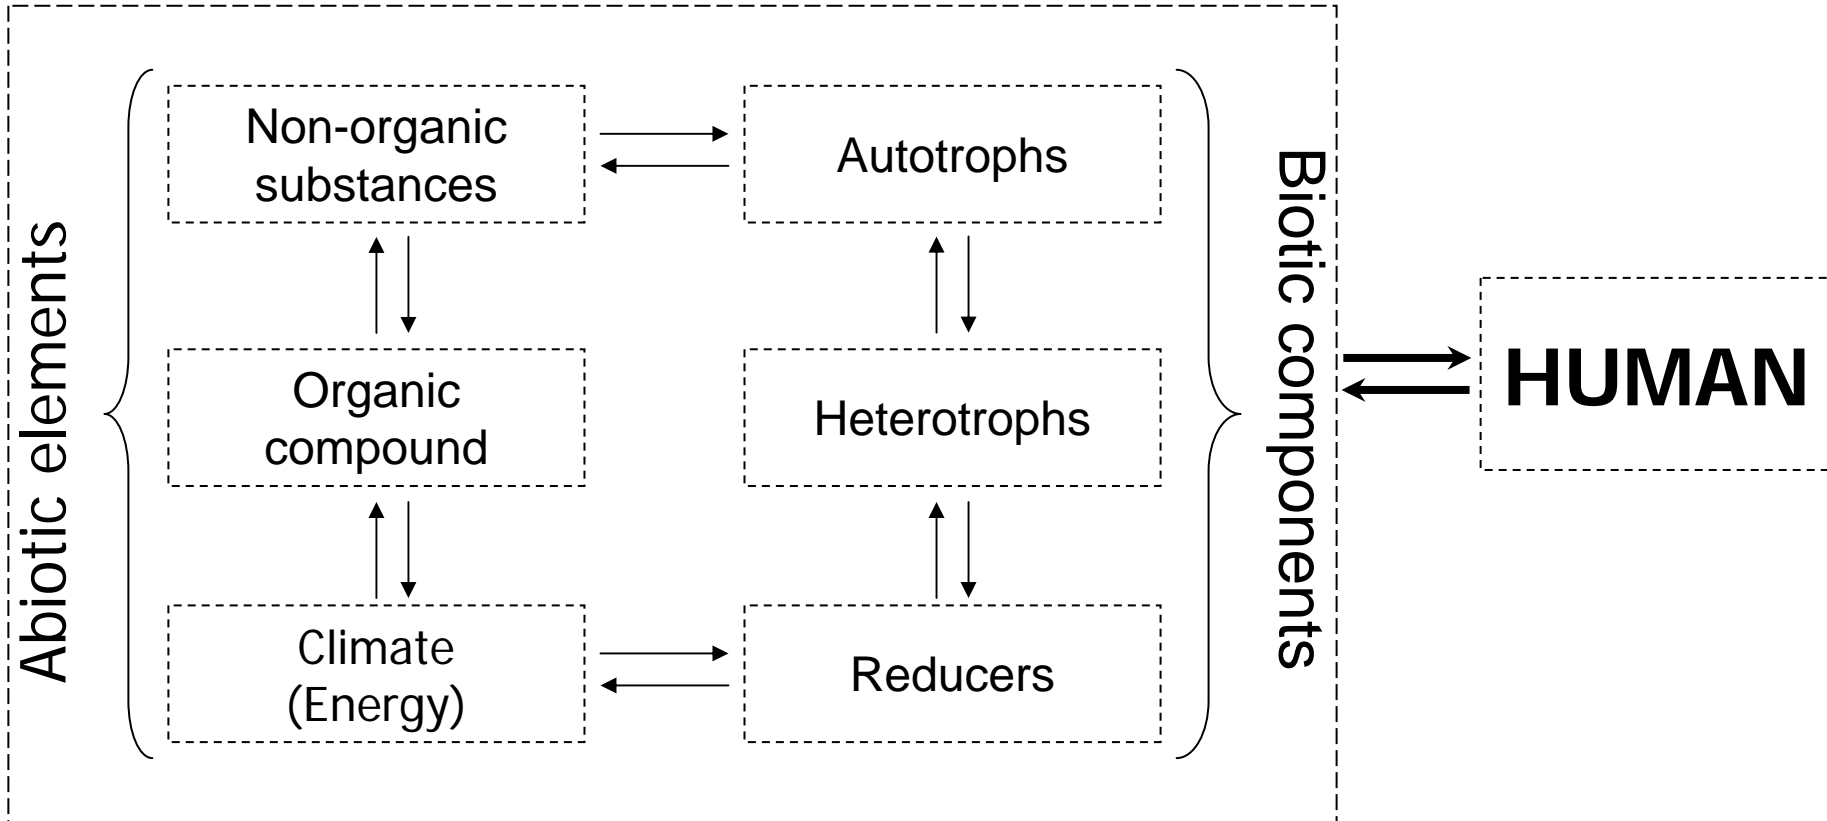 Abiotic elements
Non-organic
substances
Autotrophs
Organic
compound
Heterotrophs
Climate
(Energy)
Reducers
Biotic components
HUMAN